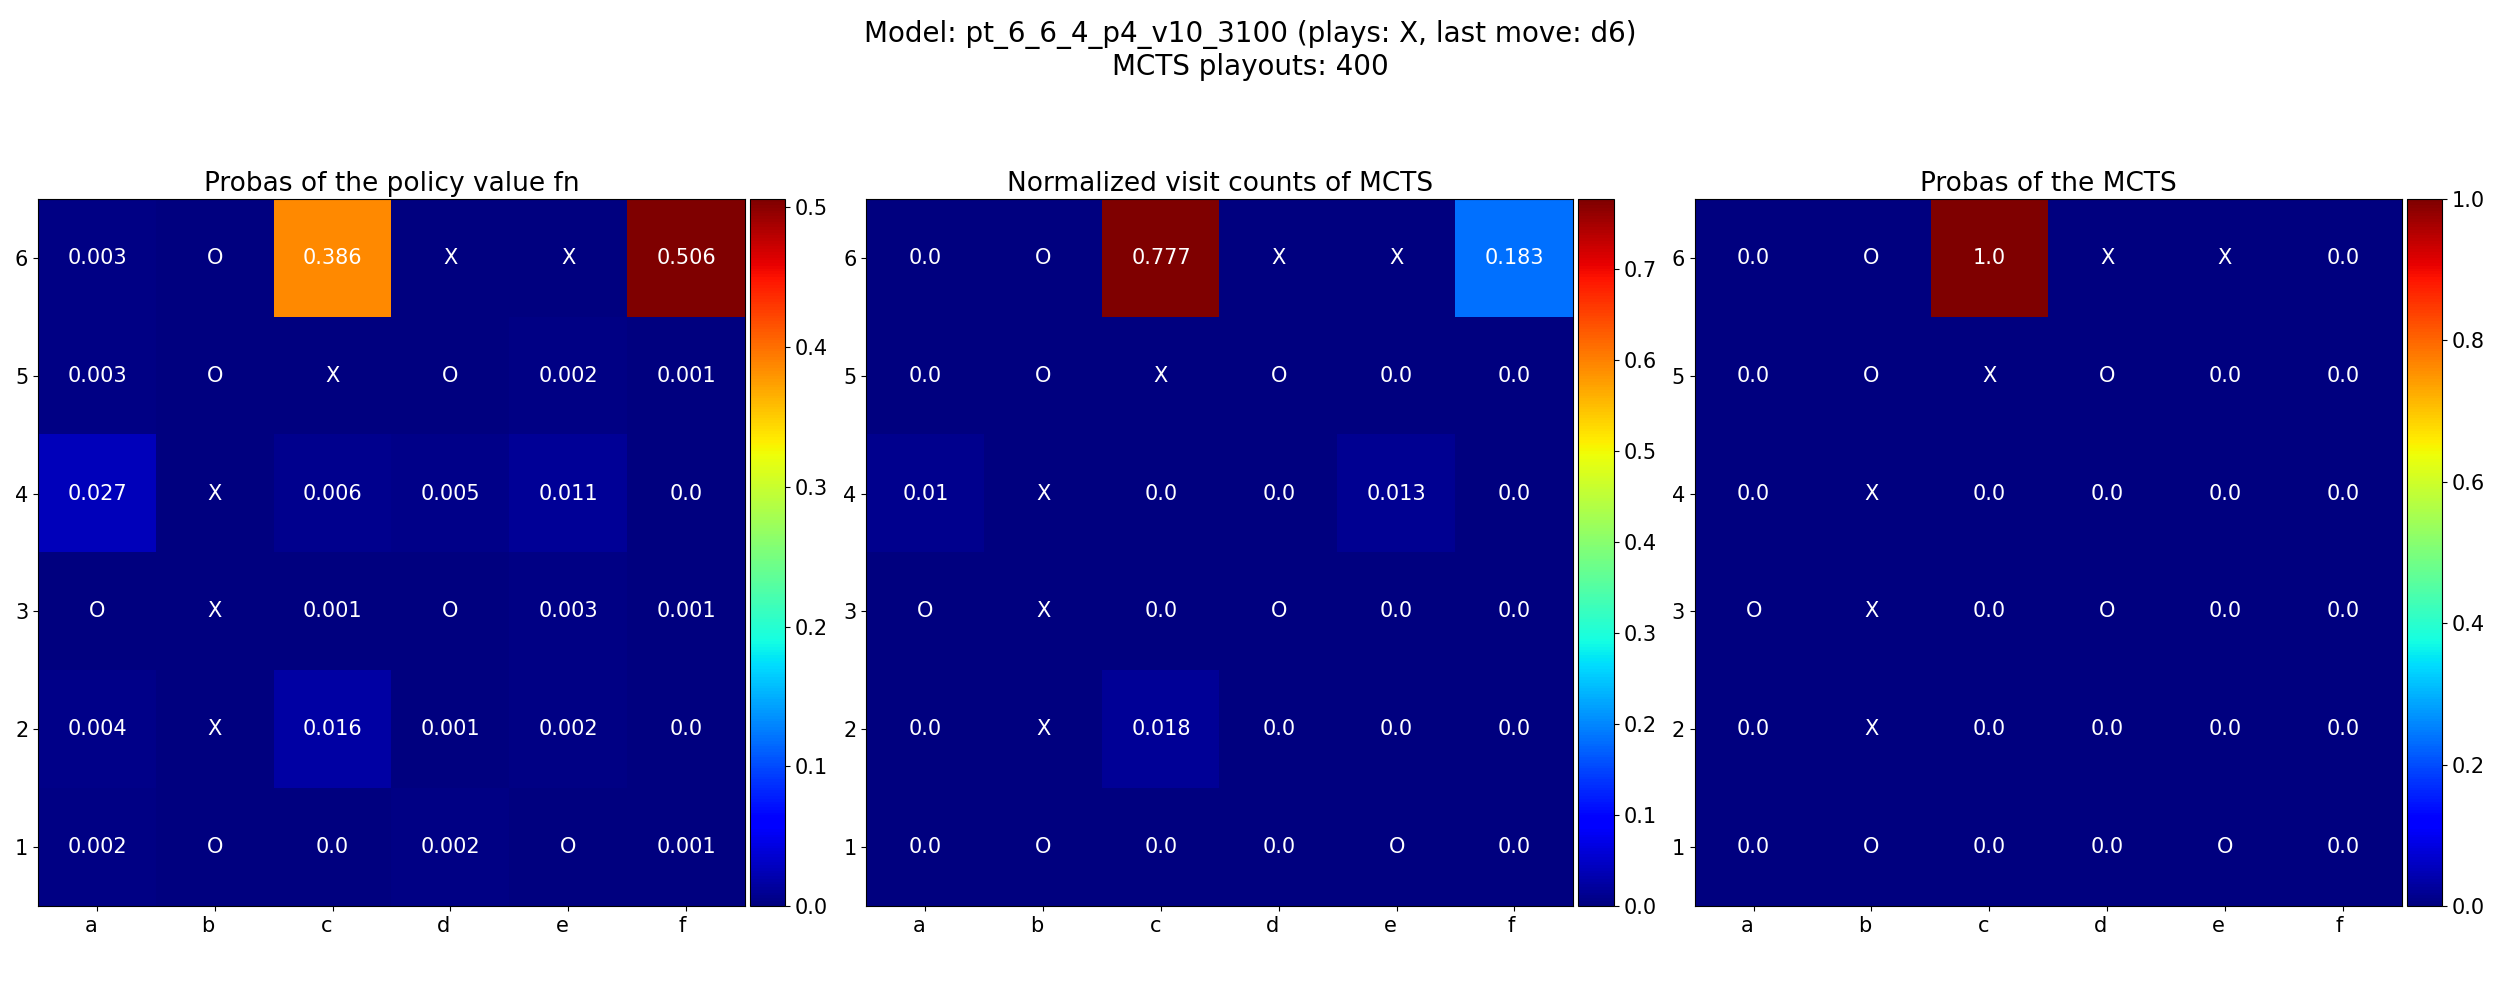 Model: pt_6_6_4_p4_v10_3100 (plays: X, last move: d6)
MCTS playouts: 400
Probas of the policy value fn
6 0.003 O 0.386 X X 0.506
5 0.003 O X O 0.002 0.001
4 0.027 X 0.006 0.005 0.011 0.0
3 O X 0.001 O 0.003 0.001
2 0.004 X 0.016 0.001 0.002 0.0
1 0.002 O 0.0 0.002 O 0.001
a b c d e f
0.5
0.4
0.3
0.2
0.1
0.0
Normalized visit counts of MCTS
6 0.0 O 0.777 X X 0.183
5 0.0 O X O 0.0 0.0
4 0.01 X 0.0 0.0 0.013 0.0
3 O X 0.0 O 0.0 0.0
2 0.0 X 0.018 0.0 0.0 0.0
1 0.0 O 0.0 0.0 O 0.0
a b c d e f
0.7
0.6
0.5
0.4
0.3
0.2
0.1
0.0
Probas of the MCTS
6 0.0 O 1.0 X X 0.0
5 0.0 O X O 0.0 0.0
4 0.0 X 0.0 0.0 0.0 0.0
3 O X 0.0 O 0.0 0.0
2 0.0 X 0.0 0.0 0.0 0.0
1 0.0 O 0.0 0.0 O 0.0
a b c d e f
1.0
0.8
0.6
0.4
0.2
0.0